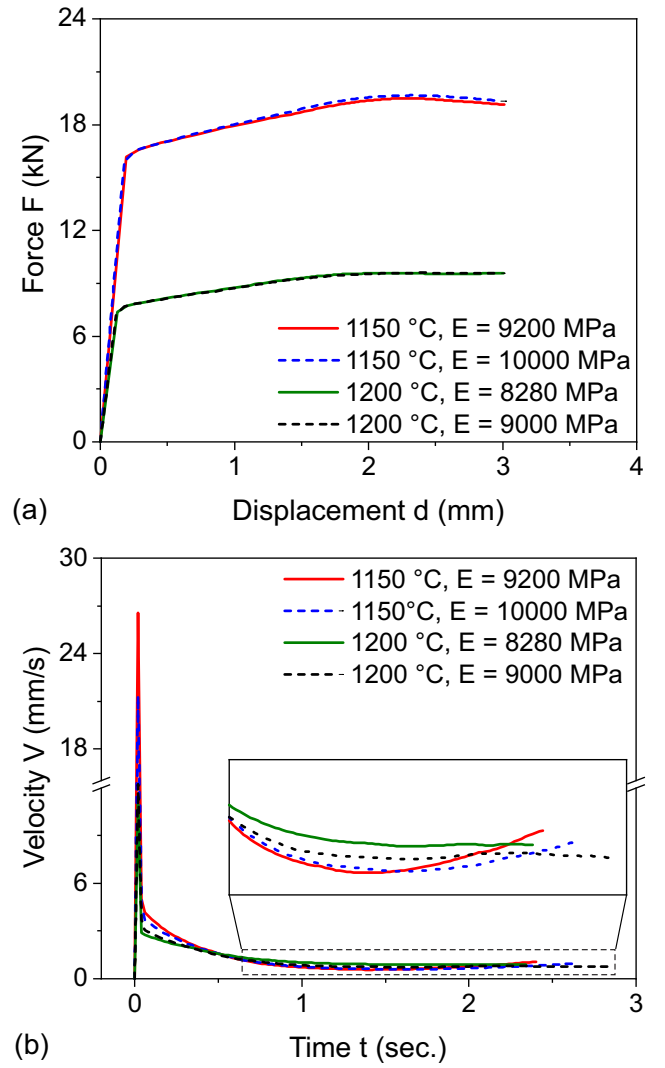 24
18
12
6
0
Force F (kN)
1150 °C, E = 9200 MPa
1150 °C, E = 10000 MPa
1200 °C, E = 8280 MPa
1200 °C, E = 9000 MPa
0 1 2 3 4
(a) Displacement d (mm)
30
24
18
6
0
Velocity V (mm/s)
1150 °C, E = 9200 MPa
1150°C, E = 10000 MPa
1200 °C, E = 8280 MPa
1200 °C, E = 9000 MPa
0 1 2 3
(b) Time t (sec.)